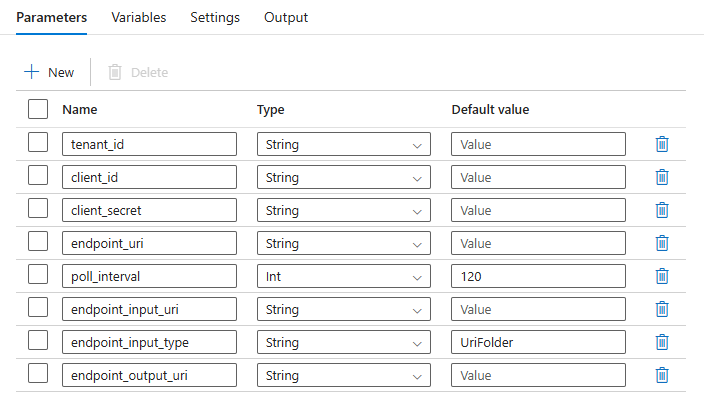 Parameters Variables Settings Output
New Delete
Name Type Default value
tenant_id String Value
client_id String Value
client_secret String Value
endpoint_uri String Value
poll_interval Int 120
endpoint_input_uri String Value
endpoint_input_type String UriFolder
endpoint_output_uri String Value